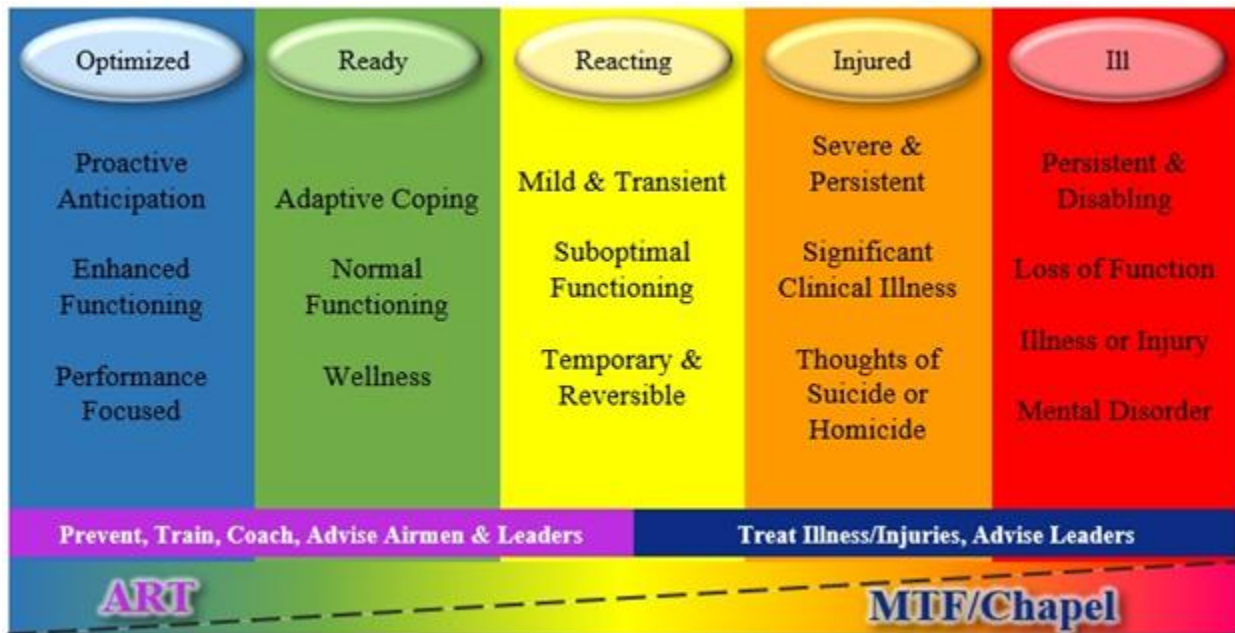 Optimized
Proactive
Anticipation
Enhanced
Functioning
Performance
Focused
Ready
Adaptive Coping
Normal
Functioning
Wellness
Reacting
Mild & Transient
Suboptimal
Functioning
Temporary &
Reversible
Injured
Severe &
Persistent
Significant
Clinical Illness
Thoughts of
Suicide or
Homicide
Ill
Persistent &
Disabling
Loss of Function
Illness or Injury
Mental Disorder
Prevent, Train, Coach, Advise Airmen & Leaders
Treat Illness/Injuries, Advise Leaders
ART
MTF/Chapel